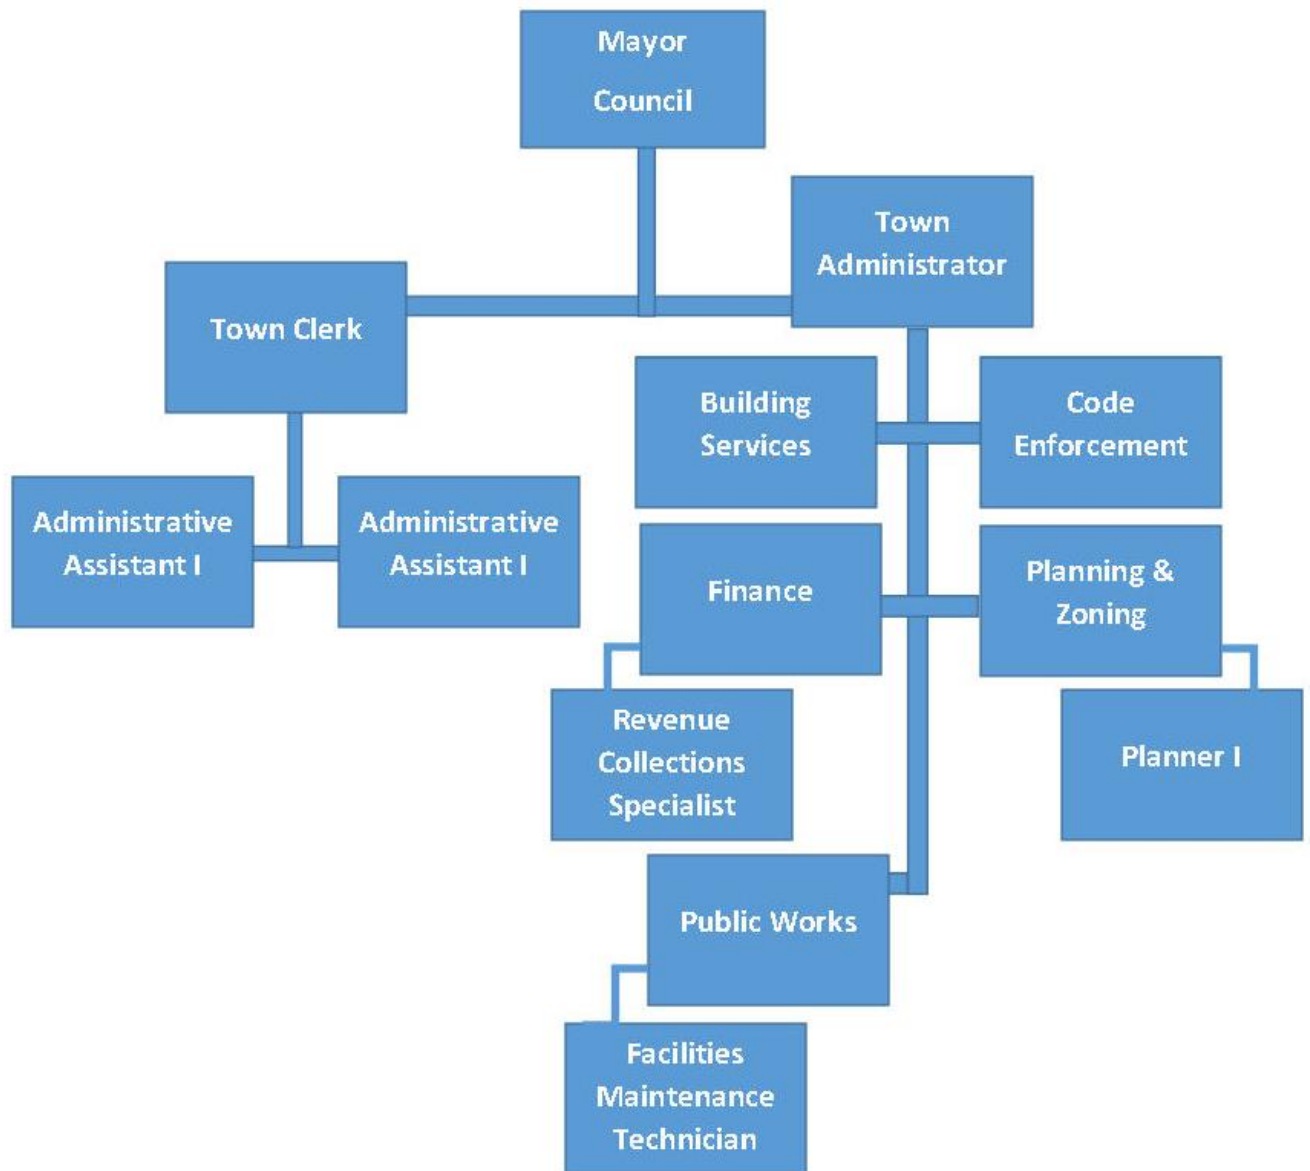 Mayor
Council
Town
Administrator
Town Clerk
Building
Services
Code
Enforcement
Administrative
Assistant I
Administrative
Assistant I
Finance
Planning &
Zoning
Revenue
Collections
Specialist
Planner I
Public Works
Facilities
Maintenance
Technician